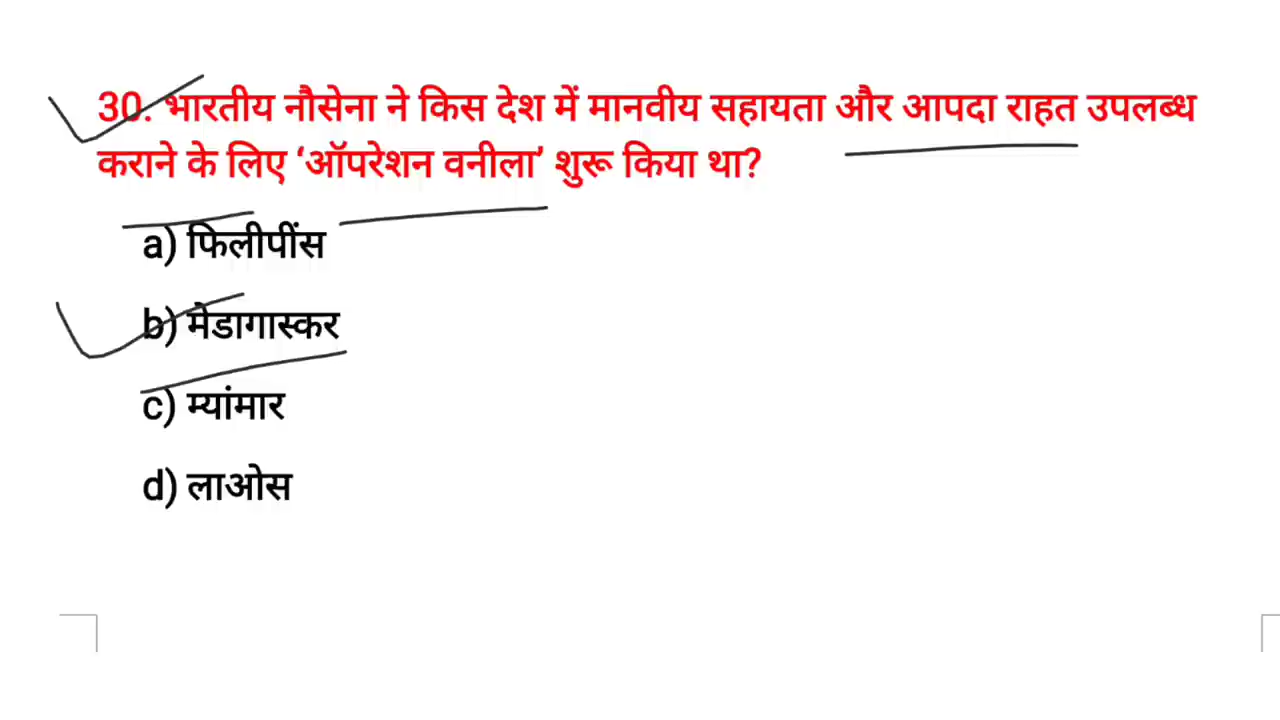 30. भारतीय नौसेना ने किस देश में मानवीय सहायता और आपदा राहत उपलब्ध
कराने के लिए ‘ऑपरेशन वनीला’ शुरू किया था?
a) फिलीपींस
b) मेडागास्कर
c) म्यांमार
d) लाओस